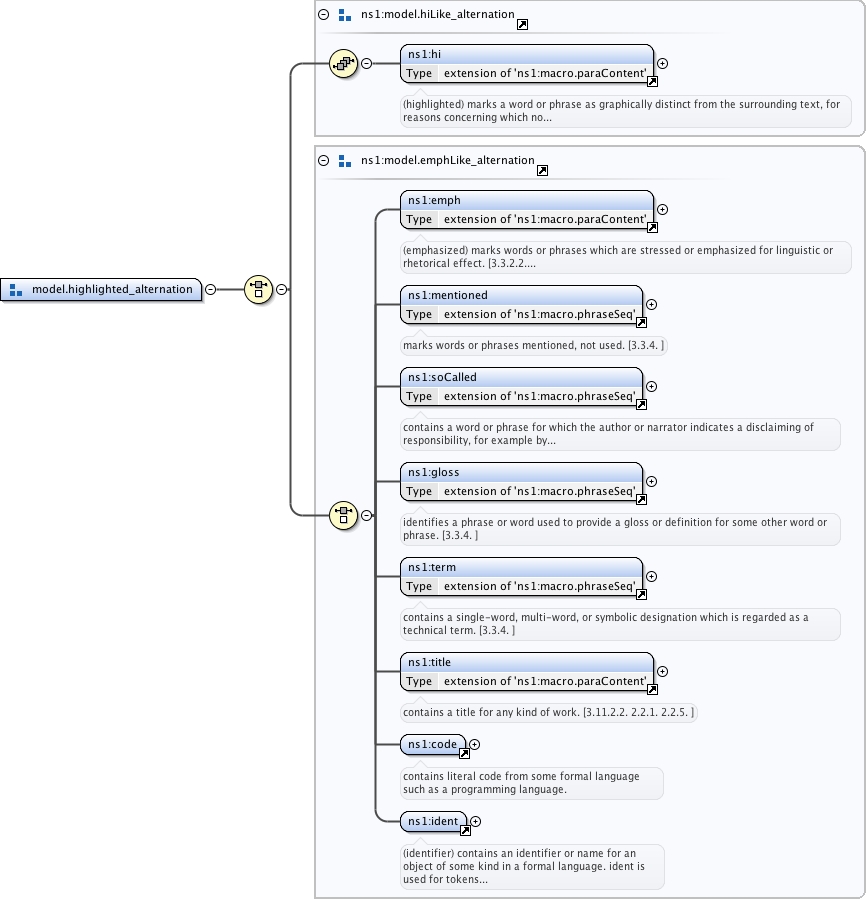 ns1:model.hiLike_alternation
ns1:hi
Type extension of 'ns1:macro.paraContent'
(highlighted) marks a word or phrase as graphically distinct from the surrounding text, for
reasons concerning which no...
ns1:model.emphLike_alternation
ns1:emph
Type extension of 'ns1:macro.paraContent'
(emphasized) marks words or phrases which are stressed or emphasized for linguistic or
rhetorical effect. [3.3.2.2....
model.highlighted_alternation
ns1:mentioned
Type extension of 'ns1:macro.phraseSeq'
marks words or phrases mentioned, not used. [3.3.4. ]
ns1:soCalled
Type extension of 'ns1:macro.phraseSeq'
contains a word or phrase for which the author or narrator indicates a disclaiming of
responsibility, for example by...
ns1:gloss
Type extension of 'ns1:macro.phraseSeq'
identifies a phrase or word used to provide a gloss or definition for some other word or
phrase. [3.3.4. ]
ns1:term
Type extension of 'ns1:macro.phraseSeq'
contains a single-word, multi-word, or symbolic designation which is regarded as a
technical term. [3.3.4. ]
ns1:title
Type extension of 'ns1:macro.paraContent'
contains a title for any kind of work. [3.11.2.2. 2.2.1. 2.2.5. ]
ns1:code
contains literal code from some formal language
such as a programming language.
ns1:ident
(identifier) contains an identifier or name for an
object of some kind in a formal language. ident is
used for tokens...